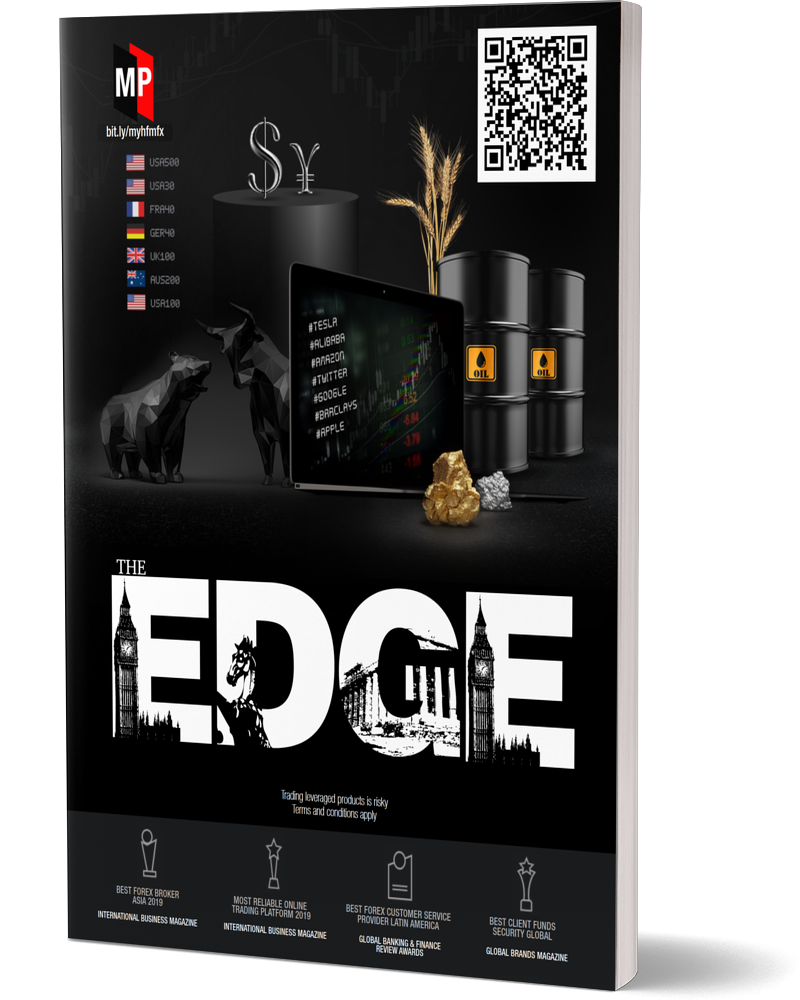 MP
bit.ly/myhfmfx
USA500
USA30
FRA40
GER40
UK100
AUS200
USA100
$ ¥
#TESLA
#ALIBABA
#AMAZON
#TWITTER
#GOOGLE
#BARCLAYS
#APPLE
OIL
OIL
THE
EDGE
Trading leveraged products is risky
Terms and conditions apply
BEST FOREX BROKER
ASIA 2019
INTERNATIONAL BUSINESS MAGAZINE
MOST RELIABLE ONLINE
TRADING PLATFORM 2019
INTERNATIONAL BUSINESS MAGAZINE
BEST FOREX CUSTOMER SERVICE
PROVIDER LATIN AMERICA
GLOBAL BANKING & FINANCE
REVIEW AWARDS
BEST CLIENT FUNDS
SECURITY GLOBAL
GLOBAL BRANDS MAGAZINE